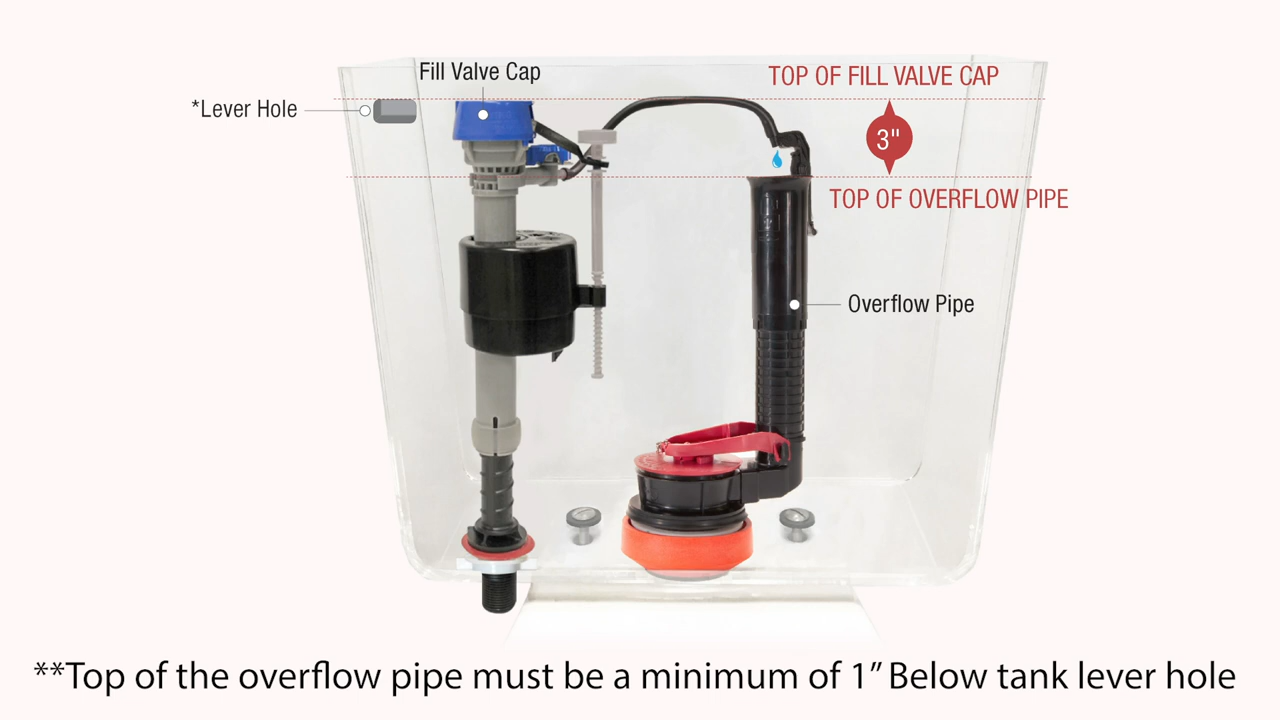 Fill Valve Cap
TOP OF FILL VALVE CAP
*Lever Hole
3"
TOP OF OVERFLOW PIPE
Overflow Pipe
**Top of the overflow pipe must be a minimum of 1” Below tank lever hole